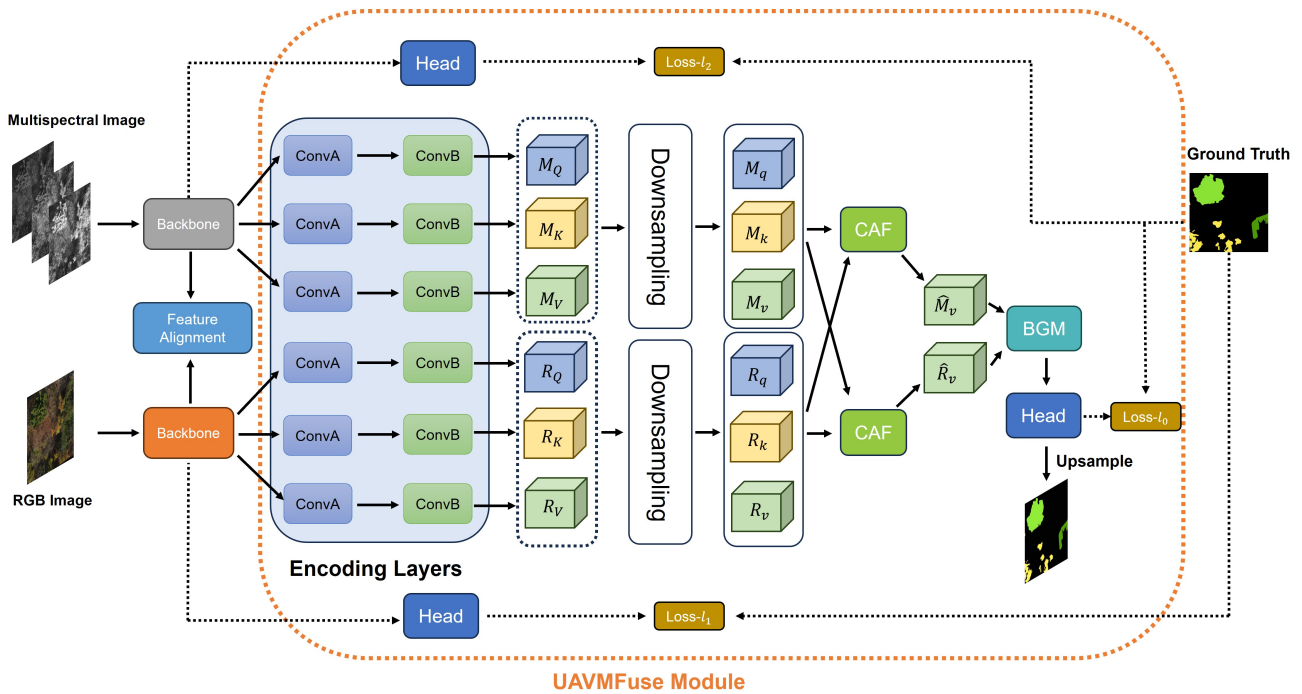 Head
Loss-l₂
Multispectral Image
Ground Truth
ConvA
ConvB
M_Q
Downsampling
M_q
Backbone
ConvA
ConvB
M_K
M_k
CAF
ConvA
ConvB
M_V
M_v
M̂_v
Feature
Alignment
BGM
ConvA
ConvB
R_Q
Downsampling
R_q
R̂_v
Backbone
ConvA
ConvB
R_K
R_k
CAF
Head
Loss-l₀
Upsample
RGB Image
ConvA
ConvB
R_V
R_v
Encoding Layers
Head
Loss-l₁
UAVMFuse Module